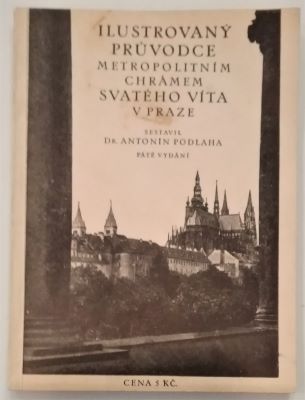 ILUSTROVANÝ
PRŮVODCE
METROPOLITNÍM
CHRÁMEM
SVATÉHO VÍTA
V PRAZE
SESTAVIL
DR. ANTONÍN PODLAHA
PÁTÉ VYDÁNÍ
CENA 5 KČ.